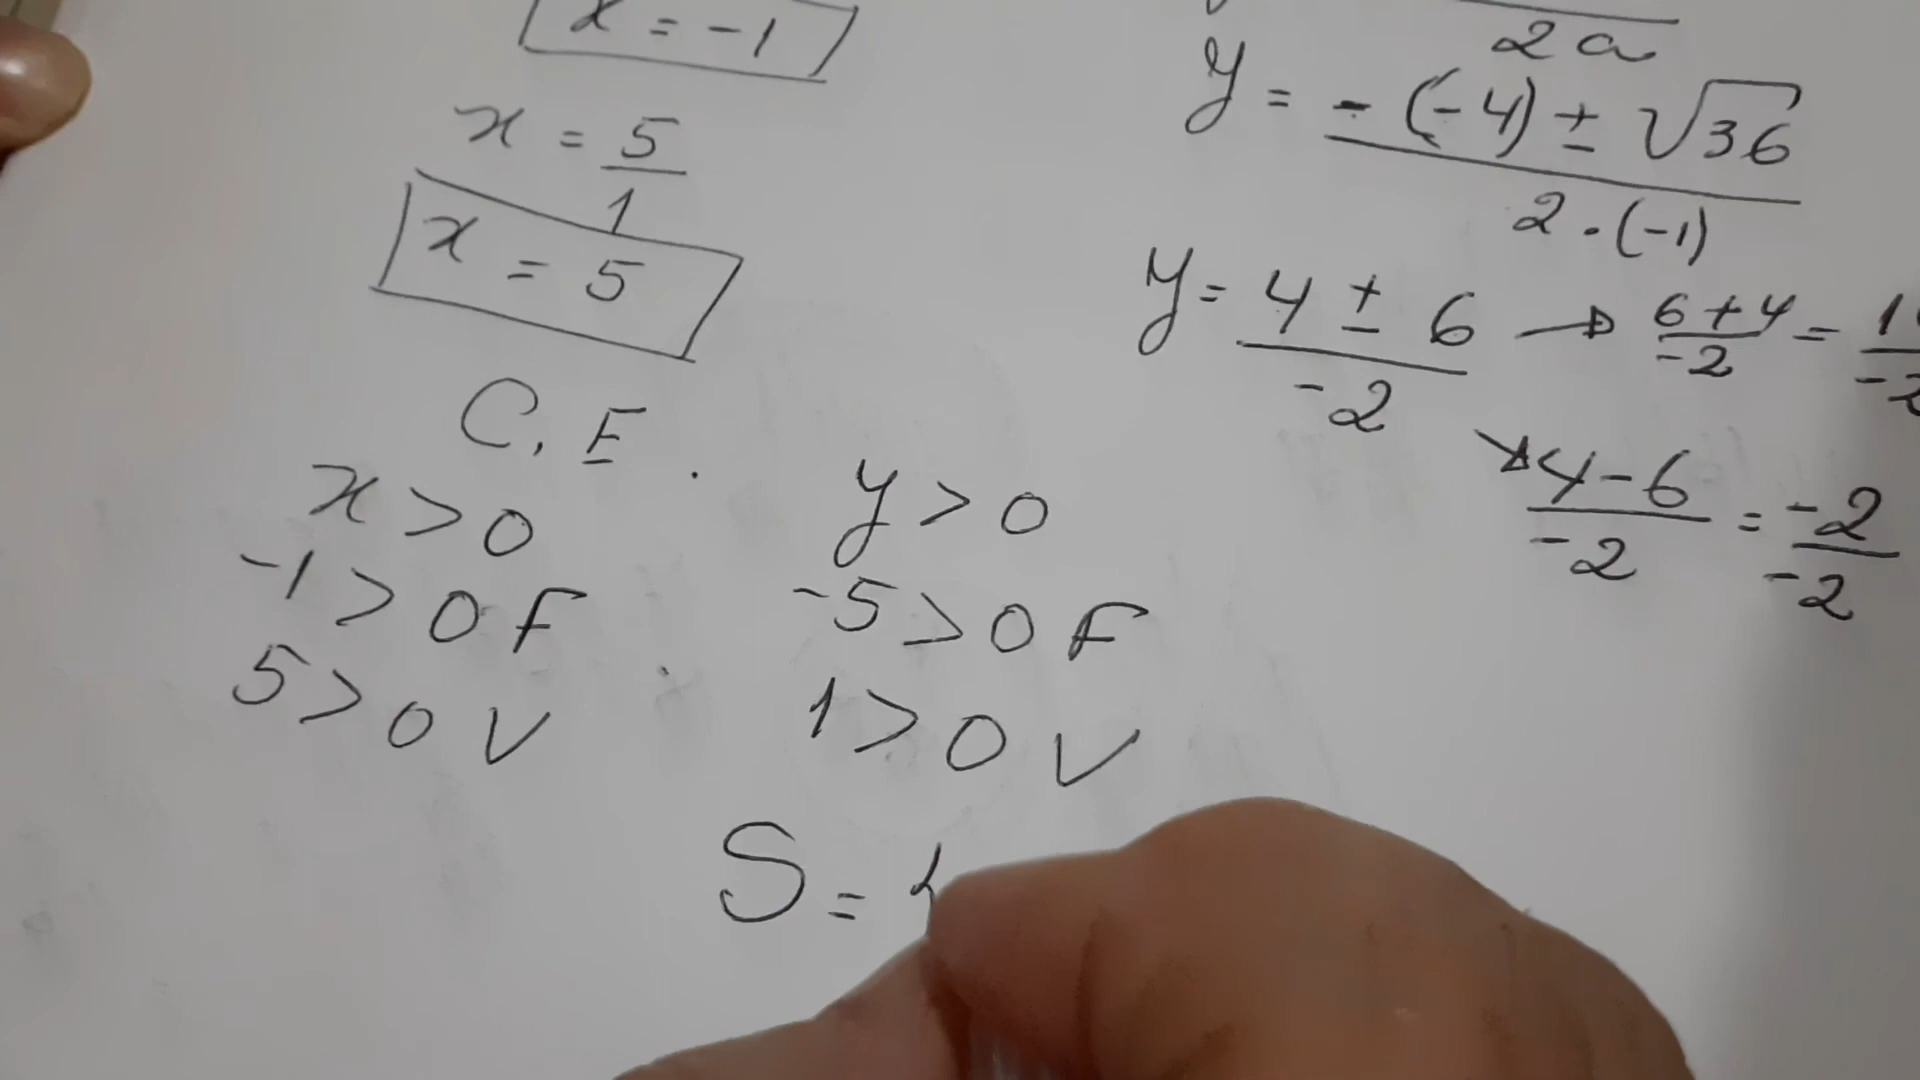 x = -1
x = 5/1
x = 5
2a
y = -(-4) ± √36 / 2 . (-1)
y = 4 ± 6 / -2 → 6 + 4 / -2 = / -2
↘ 4 - 6 / -2 = -2 / -2
C.E.
x > 0 y > 0
-1 > 0 F -5 > 0 F
5 > 0 V 1 > 0 V
S = {